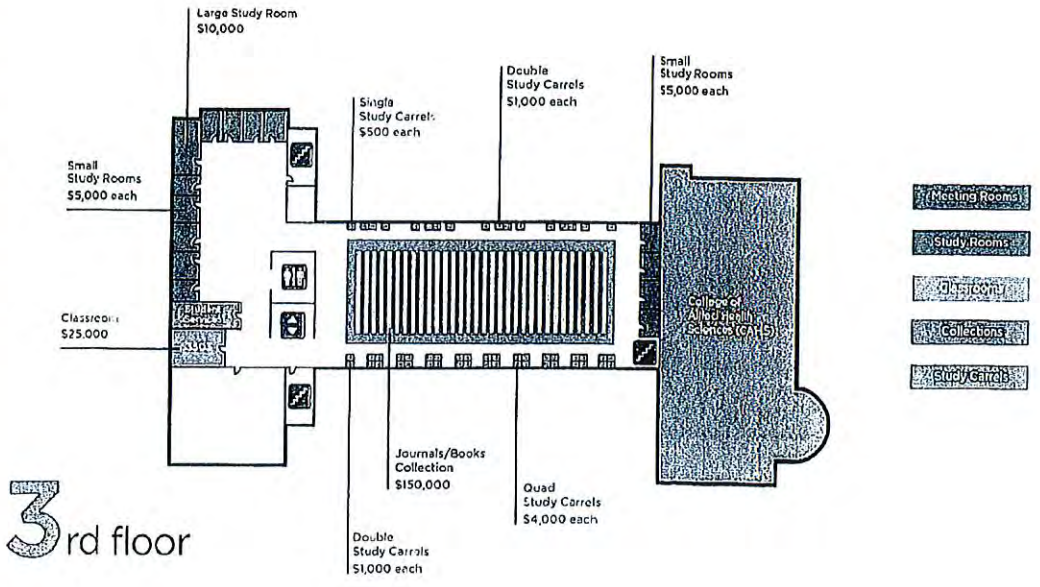 Large Study Room
$10,000
Small
Study Rooms
$5,000 each
Double
Study Carrels
$1,000 each
Single
Study Carrels
$500 each
Small
Study Rooms
$5,000 each
Meeting Rooms
Study Rooms
Classrooms
Collections
Study Carrels
College of
Allied Health
Sciences (CAHS)
Classroom
$25,000
Journals/Books
Collection
$150,000
Quad
Study Carrels
$4,000 each
Double
Study Carrels
$1,000 each
3rd floor